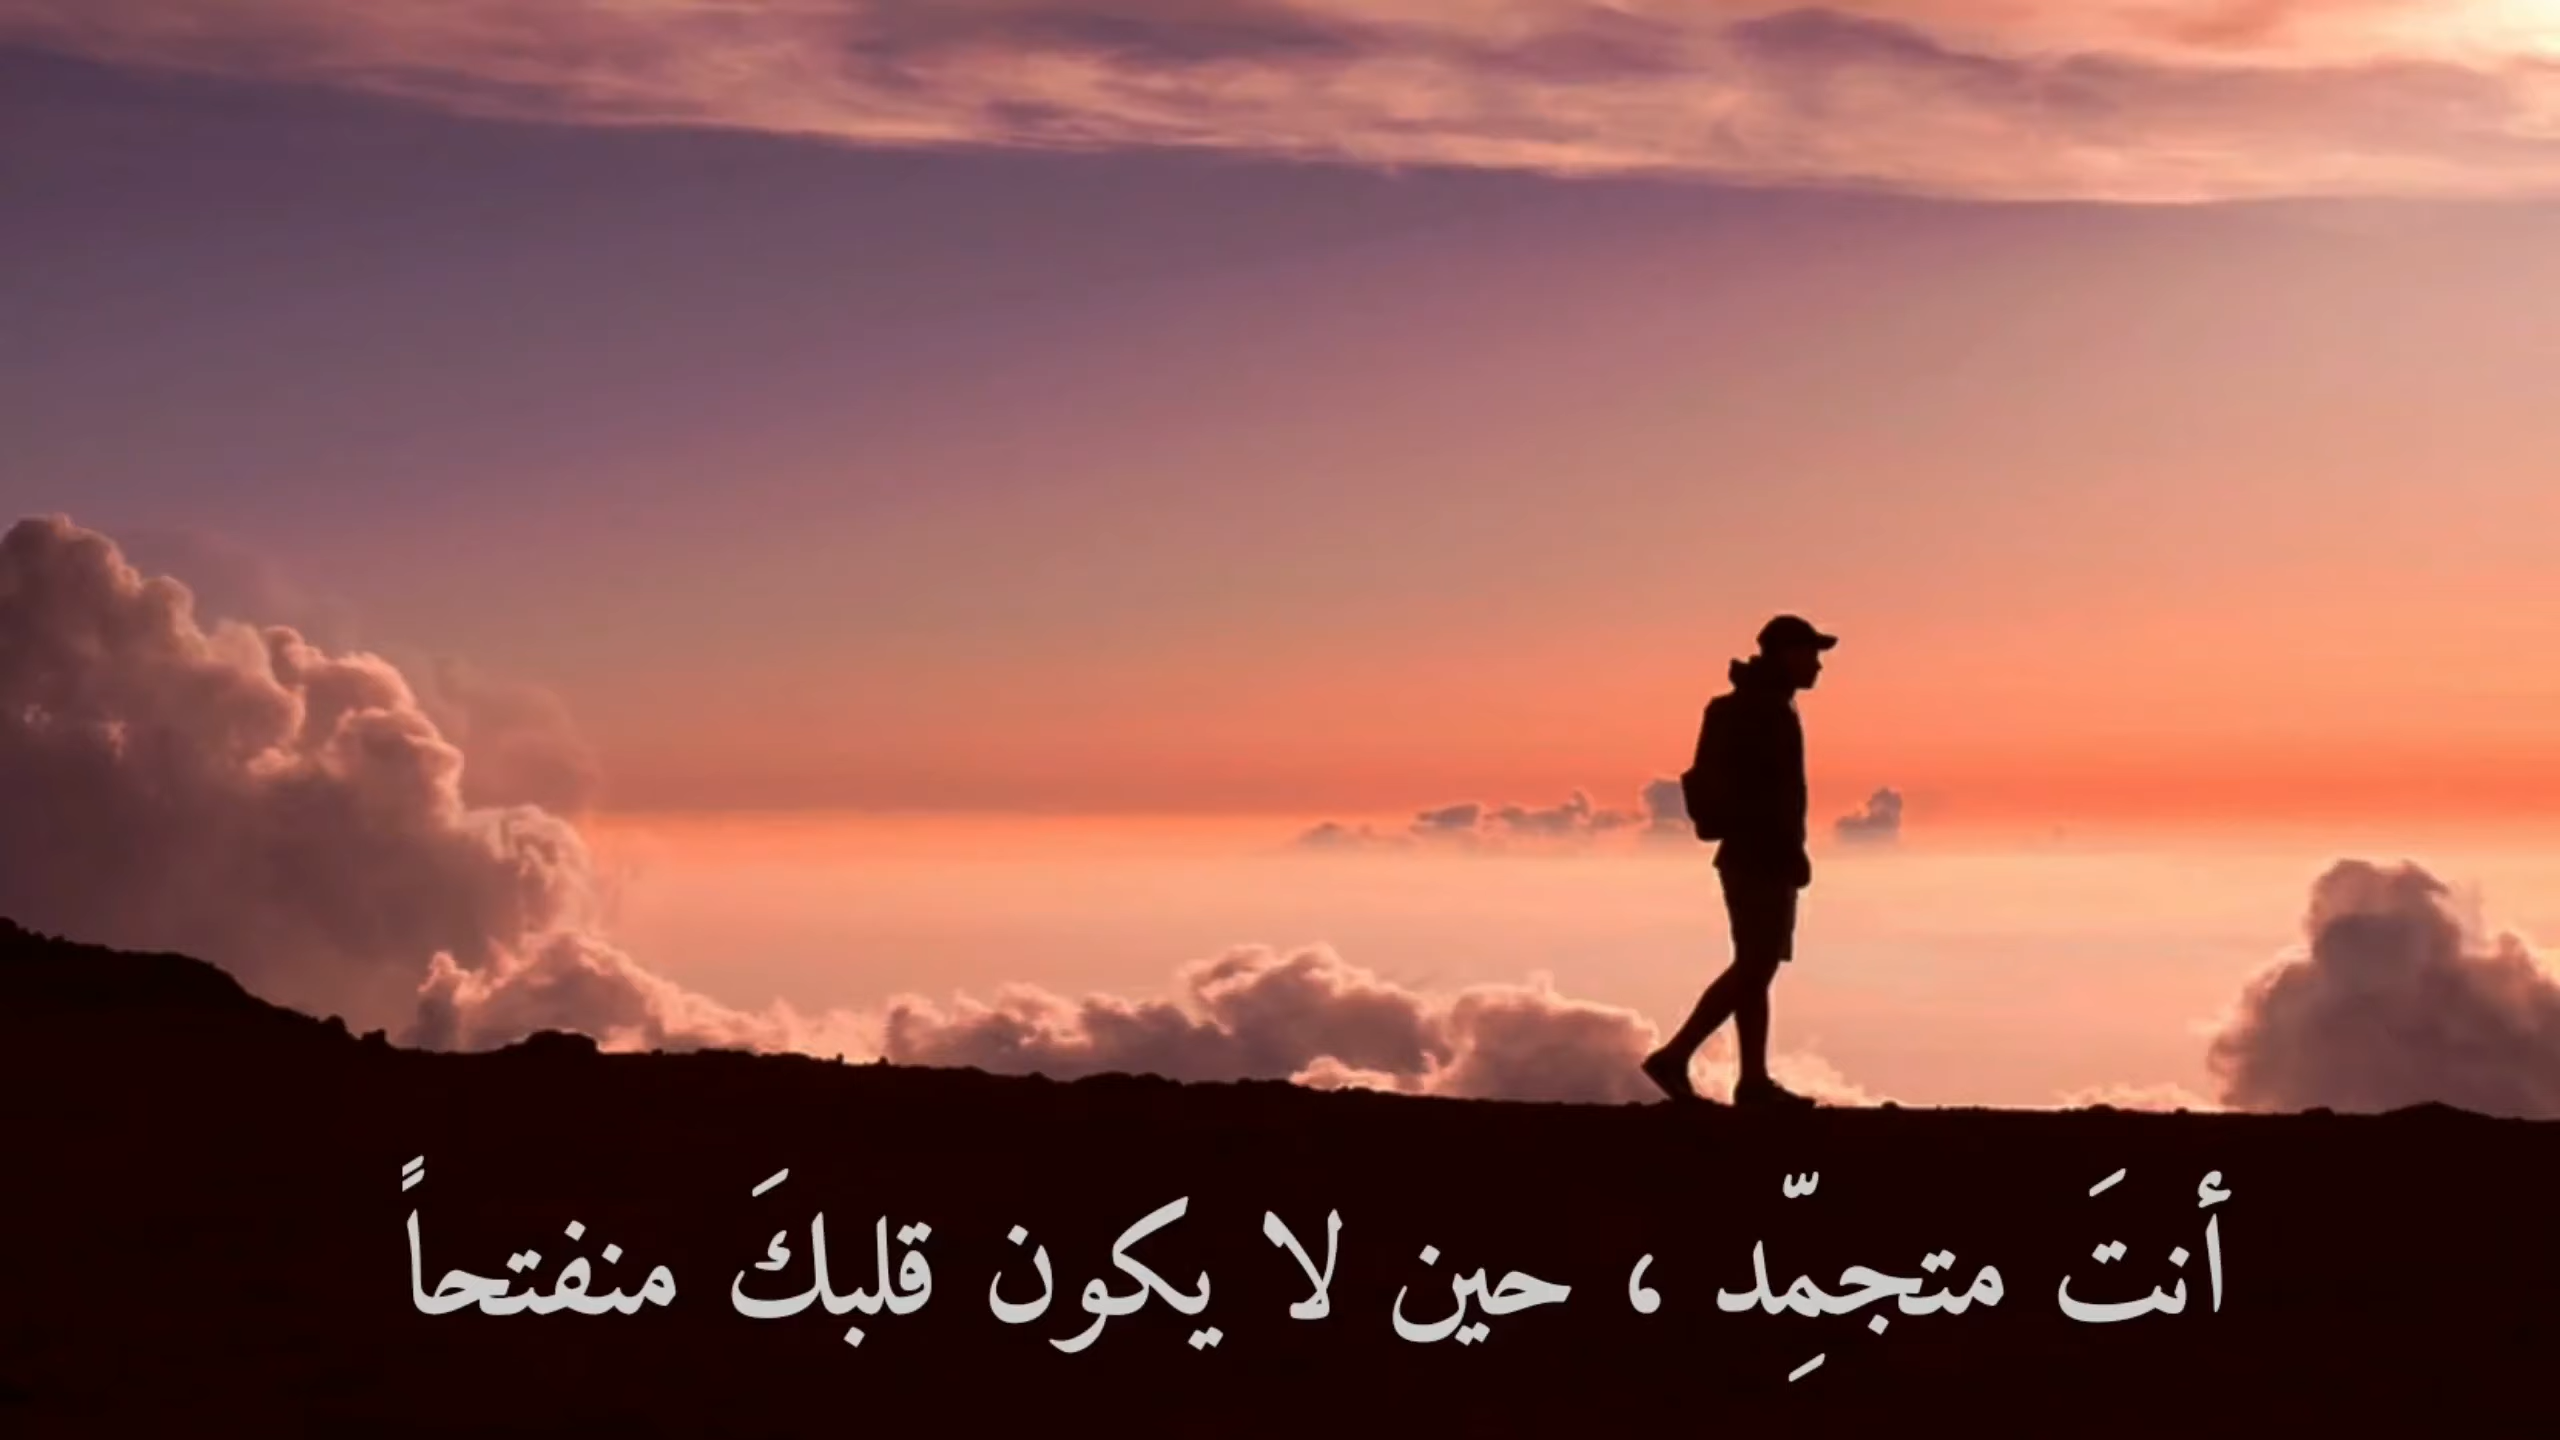 أنتَ متجمِّد ، حين لا يكون قلبكَ منفتحاً